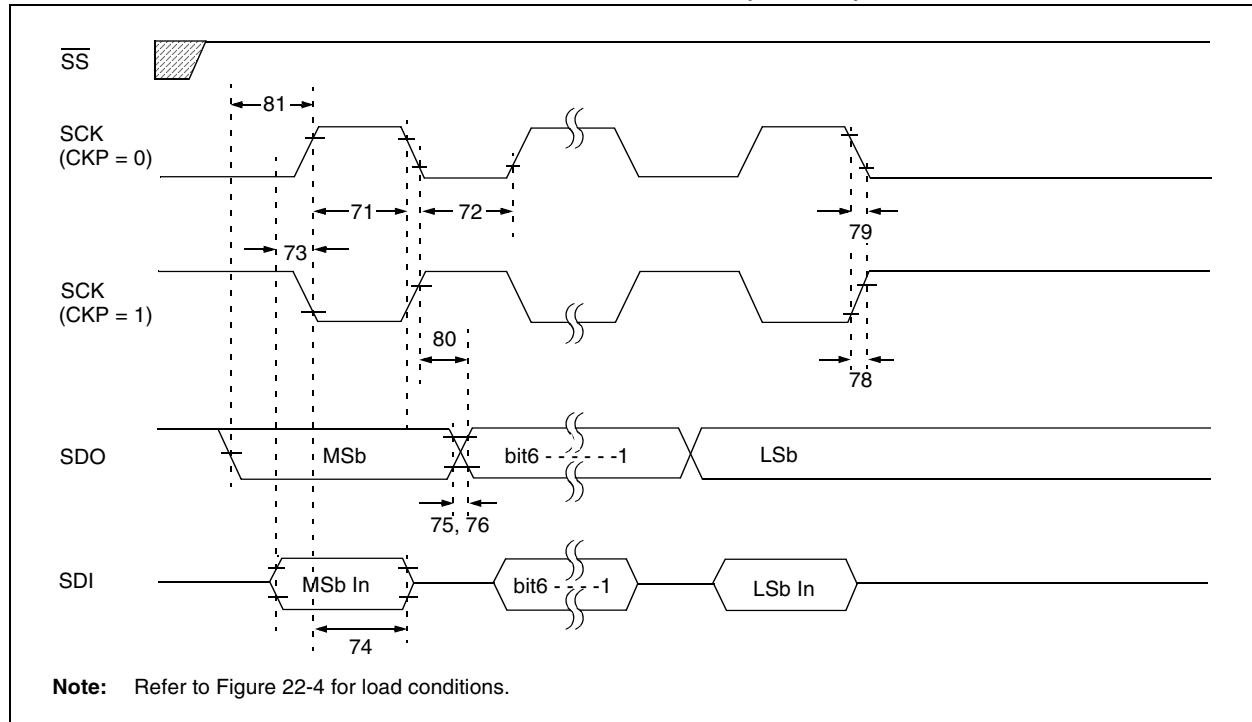 SS
81
SCK
(CKP = 0)
71
72
79
73
SCK
(CKP = 1)
80
78
SDO
MSb
bit6 - - - - - -1
LSb
75, 76
SDI
MSb In
bit6 - - - - -1
LSb In
74
Note: Refer to Figure 22-4 for load conditions.